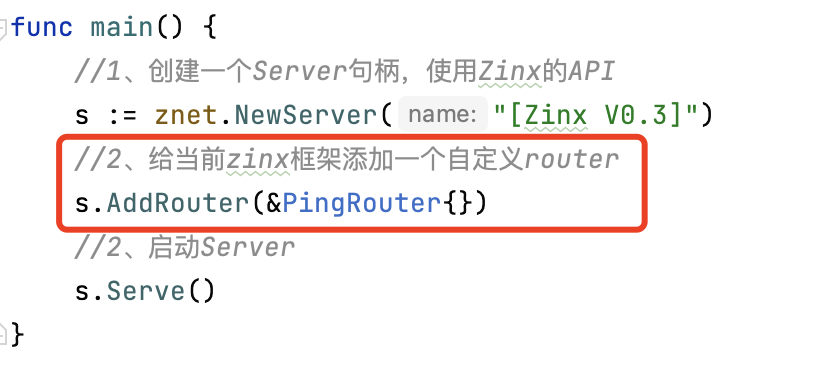 func main() {
//1、创建一个Server句柄，使用Zinx的API
s := znet.NewServer( name: "[Zinx V0.3]")
//2、给当前zinx框架添加一个自定义router
s.AddRouter(&PingRouter{})
//2、启动Server
s.Serve()
}